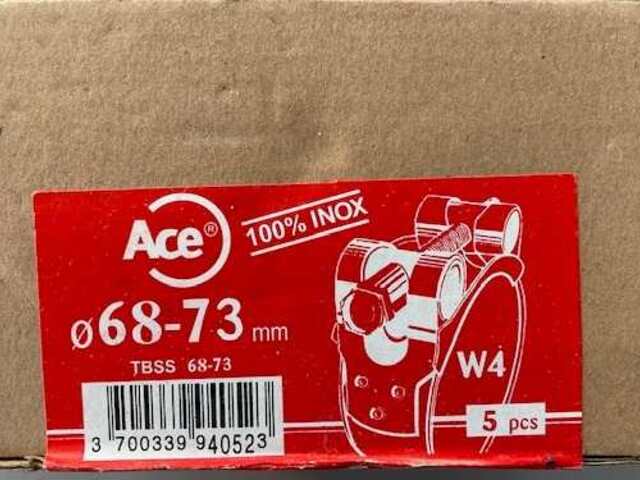 Ace®
100% INOX
ø68-73 mm
TBSS 68-73
W4
3 700339 940523
5 pcs